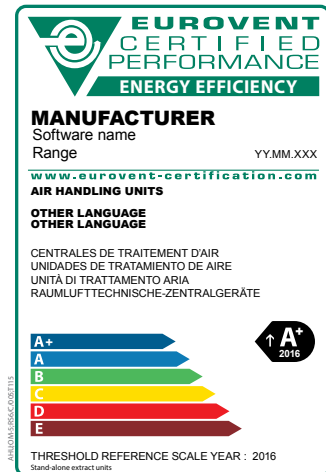 EUROVENT
CERTIFIED
PERFORMANCE
ENERGY EFFICIENCY
MANUFACTURER
Software name
Range YY.MM.XXX
www.eurovent-certification.com
AIR HANDLING UNITS
OTHER LANGUAGE
OTHER LANGUAGE
CENTRALES DE TRAITEMENT D'AIR
UNIDADES DE TRATAMIENTO DE AIRE
UNITÀ DI TRATTAMENTO ARIA
RAUMLUFTTECHNISCHE-ZENTRALGERÄTE
A+
A
B
C
D
E
A+
2016
THRESHOLD REFERENCE SCALE YEAR : 2016
Stand-alone extract units